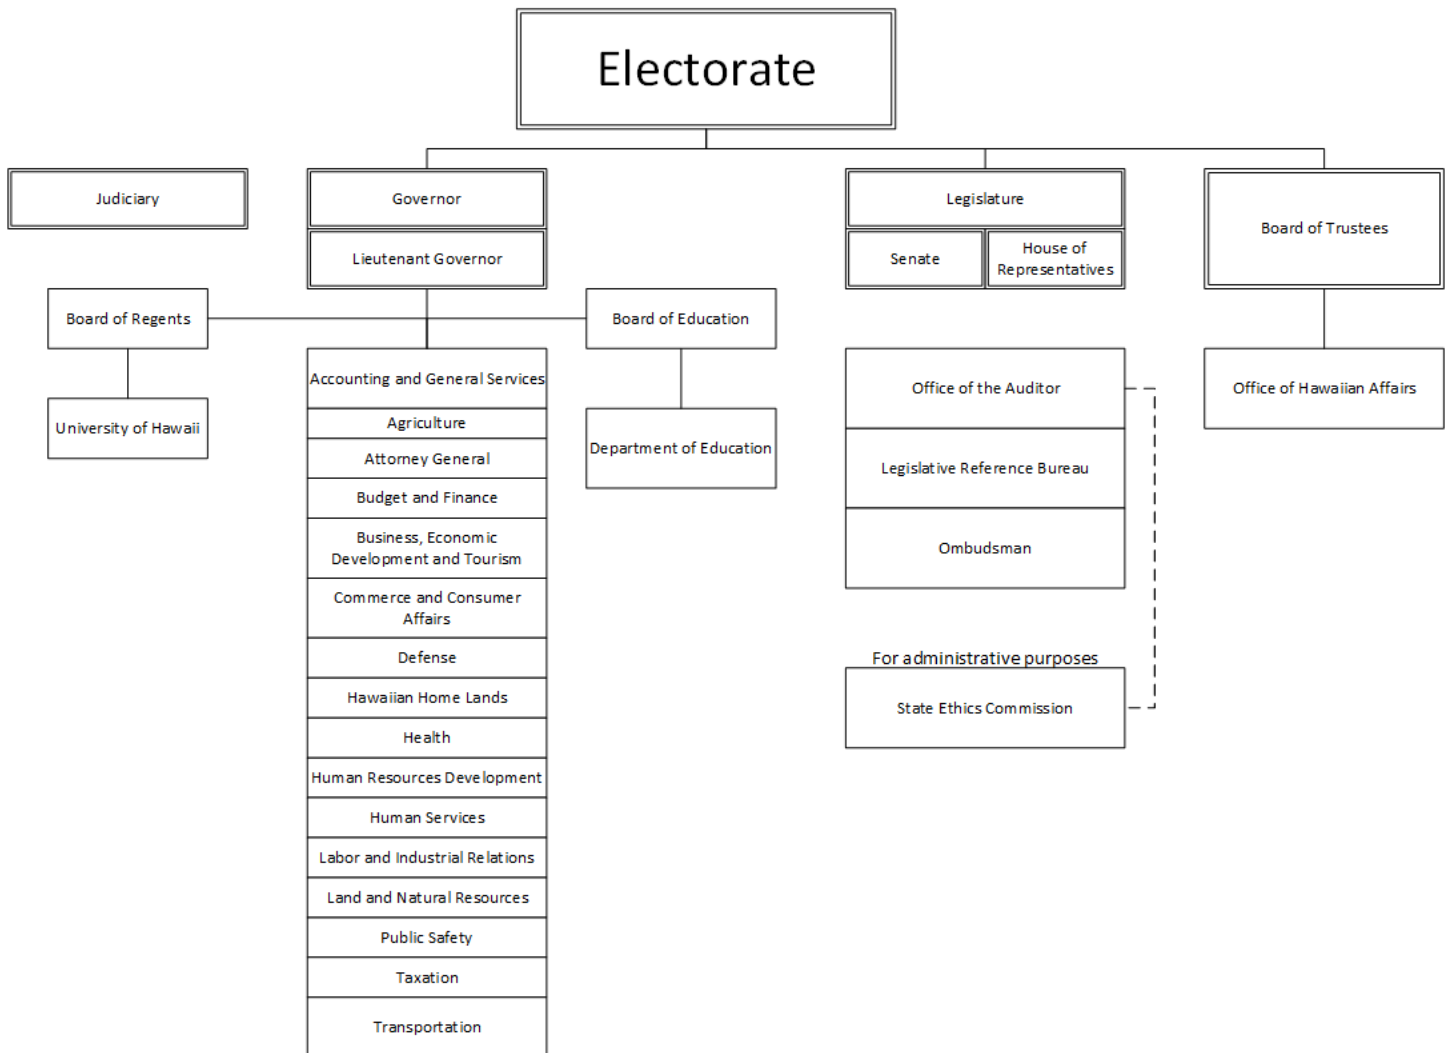 Electorate
Judiciary
Governor
Lieutenant Governor
Legislature
Senate
House of
Representatives
Board of Trustees
Board of Regents
University of Hawaii
Board of Education
Department of Education
Accounting and General Services
Agriculture
Attorney General
Budget and Finance
Business, Economic
Development and Tourism
Commerce and Consumer
Affairs
Defense
Hawaiian Home Lands
Health
Human Resources Development
Human Services
Labor and Industrial Relations
Land and Natural Resources
Public Safety
Taxation
Transportation
Office of the Auditor
Legislative Reference Bureau
Ombudsman
For administrative purposes
State Ethics Commission
Office of Hawaiian Affairs